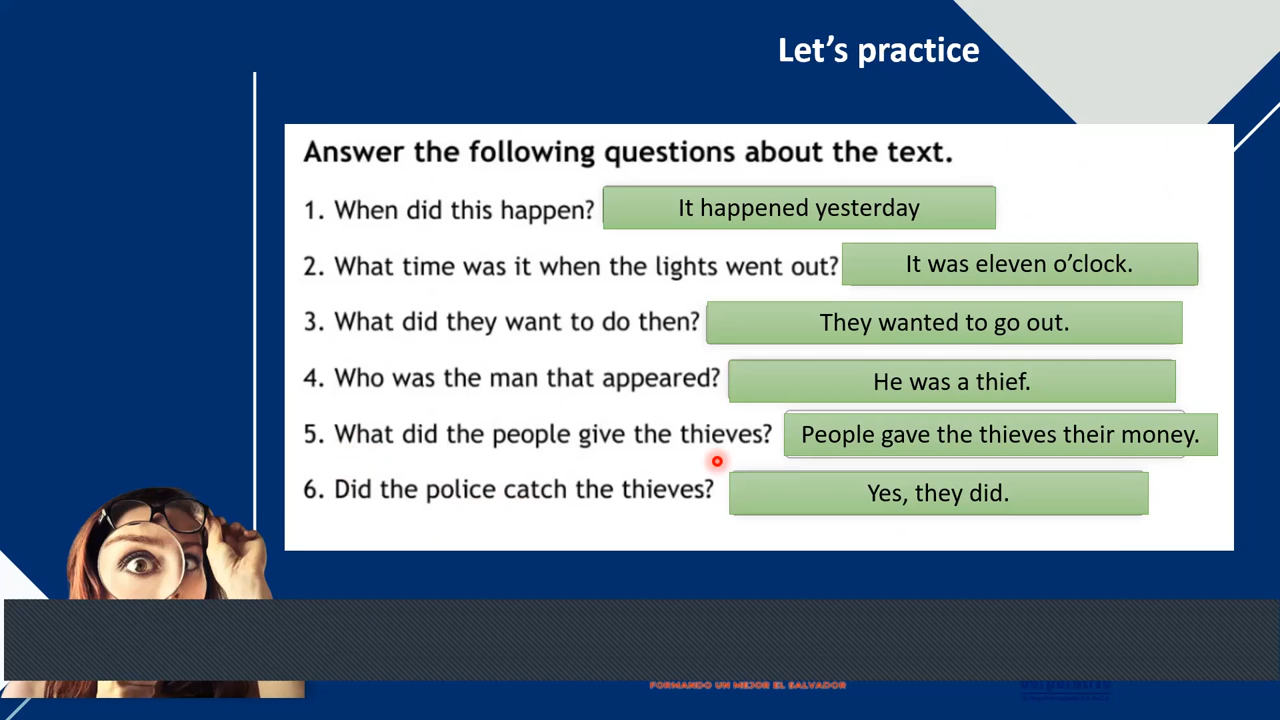 Let’s practice
Answer the following questions about the text.
1. When did this happen? It happened yesterday
2. What time was it when the lights went out? It was eleven o’clock.
3. What did they want to do then? They wanted to go out.
4. Who was the man that appeared? He was a thief.
5. What did the people give the thieves? People gave the thieves their money.
6. Did the police catch the thieves? Yes, they did.
FORMANDO UN MEJOR EL SALVADOR